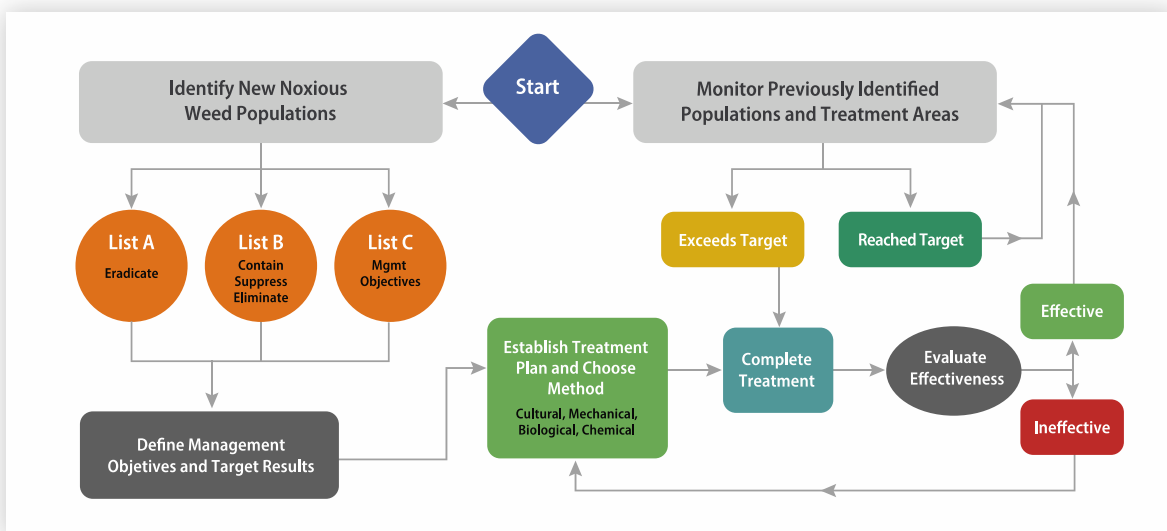 Start
Identify New Noxious
Weed Populations
Monitor Previously Identified
Populations and Treatment Areas
List A
Eradicate
List B
Contain
Suppress
Eliminate
List C
Mgmt
Objectives
Exceeds Target
Reached Target
Define Management
Objetives and Target Results
Establish Treatment
Plan and Choose
Method
Cultural, Mechanical,
Biological, Chemical
Complete
Treatment
Evaluate
Effectiveness
Effective
Ineffective